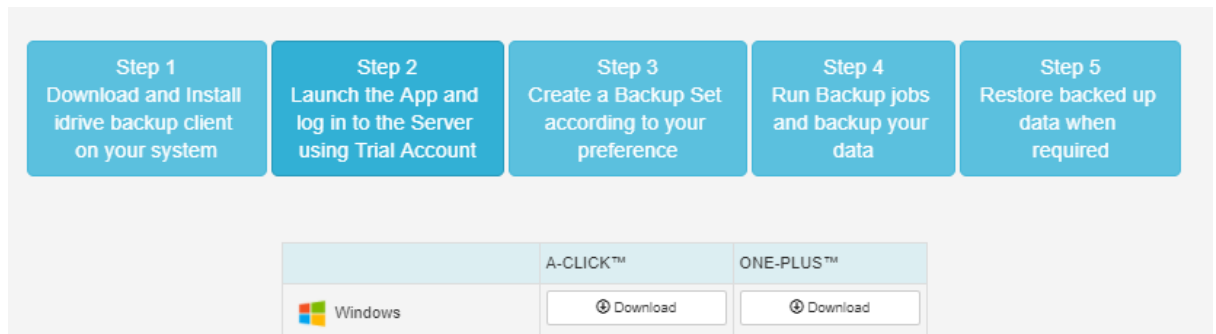 Step 1
Download and Install
idrive backup client
on your system
Step 2
Launch the App and
log in to the Server
using Trial Account
Step 3
Create a Backup Set
according to your
preference
Step 4
Run Backup jobs
and backup your
data
Step 5
Restore backed up
data when
required
A-CLICK™
ONE-PLUS™
Windows
Download
Download